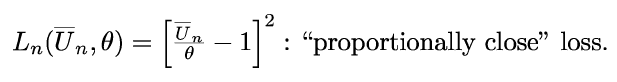 $L_n(\overline{U}_n, \theta) = \left[ \frac{\overline{U}_n}{\theta} - 1 \right]^2$ : “proportionally close” loss.